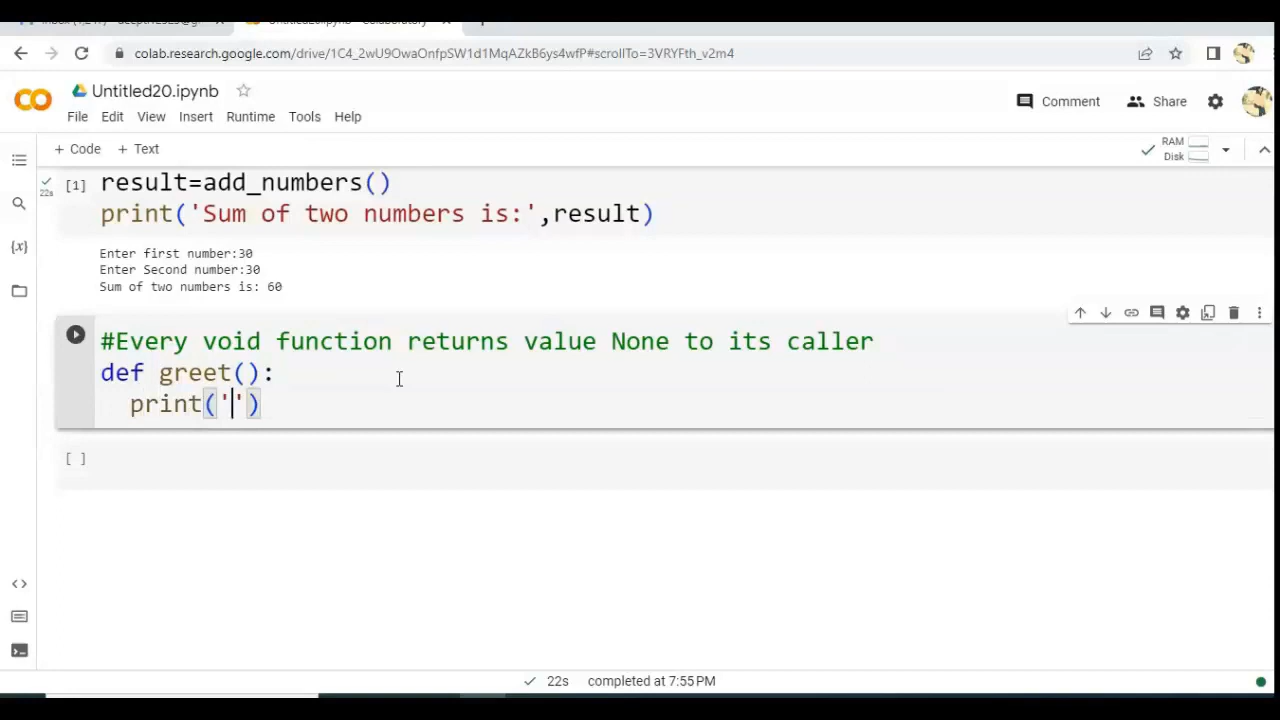 colab.research.google.com/drive/1C4_2wU9OwaOnfpSW1d1MqAZkB6ys4wfP#scrollTo=3VRYFth_v2m4
Untitled20.ipynb
Comment
Share
File Edit View Insert Runtime Tools Help
+ Code + Text
RAM
Disk
[1] result=add_numbers()
22s
print('Sum of two numbers is:',result)
Enter first number:30
Enter Second number:30
Sum of two numbers is: 60
#Every void function returns value None to its caller
def greet():
print('')
[ ]
22s completed at 7:55 PM